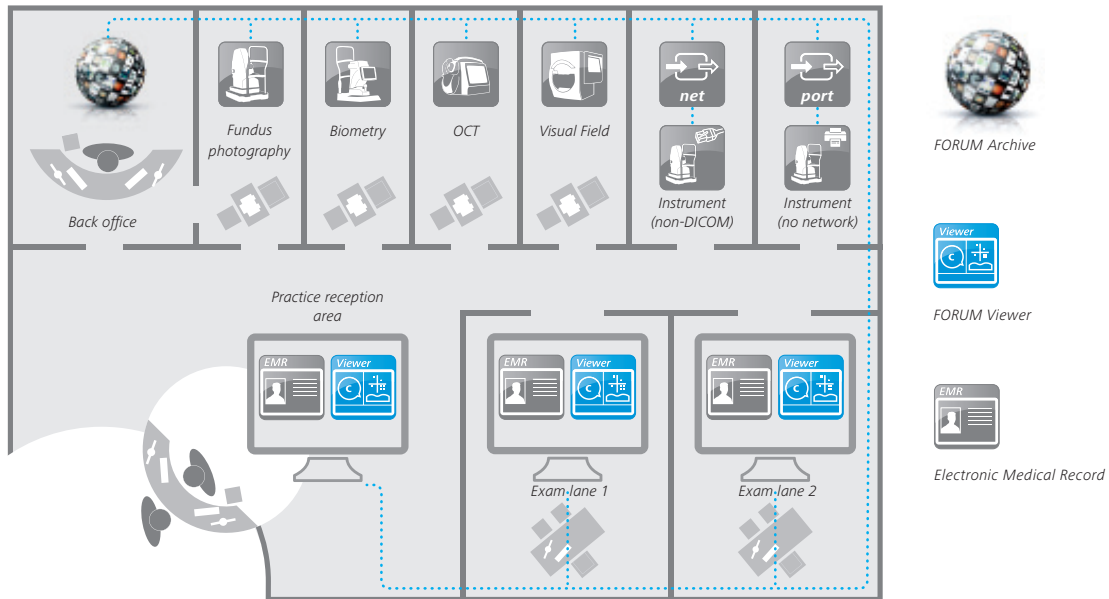 net
port
Fundus
photography
Biometry
OCT
Visual Field
Instrument
(non-DICOM)
Instrument
(no network)
Back office
FORUM Archive
Viewer
C
FORUM Viewer
Practice reception
area
EMR
Viewer
C
EMR
Viewer
C
EMR
Viewer
C
Exam lane 1
Exam lane 2
EMR
Electronic Medical Record